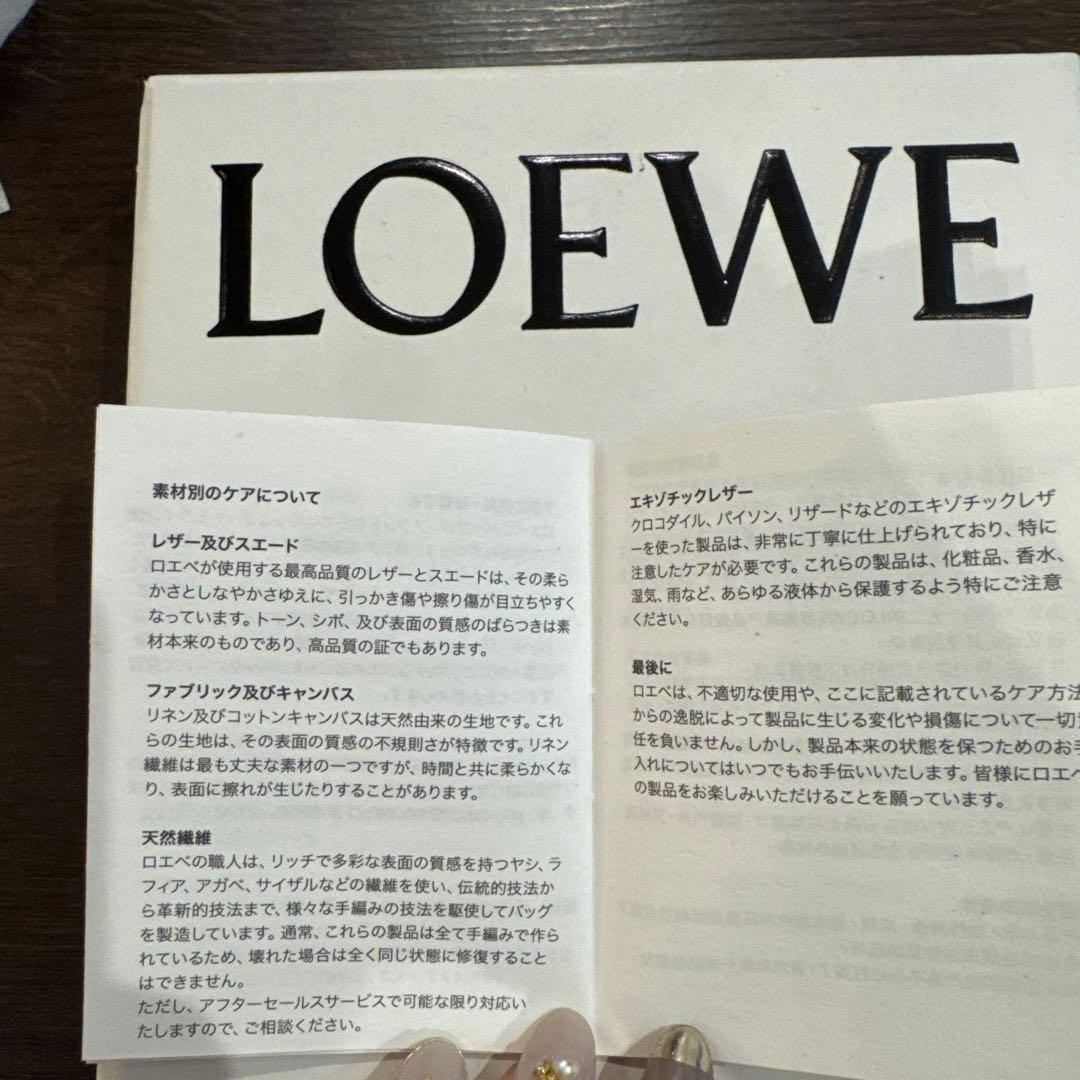 LOEWE
素材別のケアについて
レザー及びスエード
ロエベが使用する最高品質のレザーとスエードは、その柔ら
かさとしなやかさゆえに、引っかき傷や擦り傷が目立ちやすく
なっています。トーン、シボ、及び表面の質感のばらつきは素
材本来のものであり、高品質の証でもあります。
ファブリック及びキャンバス
リネン及びコットンキャンバスは天然由来の生地です。これ
らの生地は、その表面の質感の不規則さが特徴です。リネン
繊維は最も丈夫な素材の一つですが、時間と共に柔らかくな
り、表面に擦れが生じたりすることがあります。
天然繊維
ロエベの職人は、リッチで多彩な表面の質感を持つヤシ、ラ
フィア、アガベ、サイザルなどの繊維を使い、伝統的技法か
ら革新的技法まで、様々な手編みの技法を駆使してバッグ
を製造しています。通常、これらの製品は全て手編みで作ら
れているため、壊れた場合は全く同じ状態に修復すること
はできません。
ただし、アフターセールスサービスで可能な限り対応い
たしますので、ご相談ください。
エキゾチックレザー
クロコダイル、パイソン、リザードなどのエキゾチックレザ
ーを使った製品は、非常に丁寧に仕上げられており、特に
注意したケアが必要です。これらの製品は、化粧品、香水、
湿気、雨など、あらゆる液体から保護するよう特にご注意
ください。
最後に
ロエベは、不適切な使用や、ここに記載されているケア方法
からの逸脱によって製品に生じる変化や損傷について一切
任を負いません。しかし、製品本来の状態を保つためのお手
入れについてはいつでもお手伝いいたします。皆様にロエベ
の製品をお楽しみいただけることを願っています。